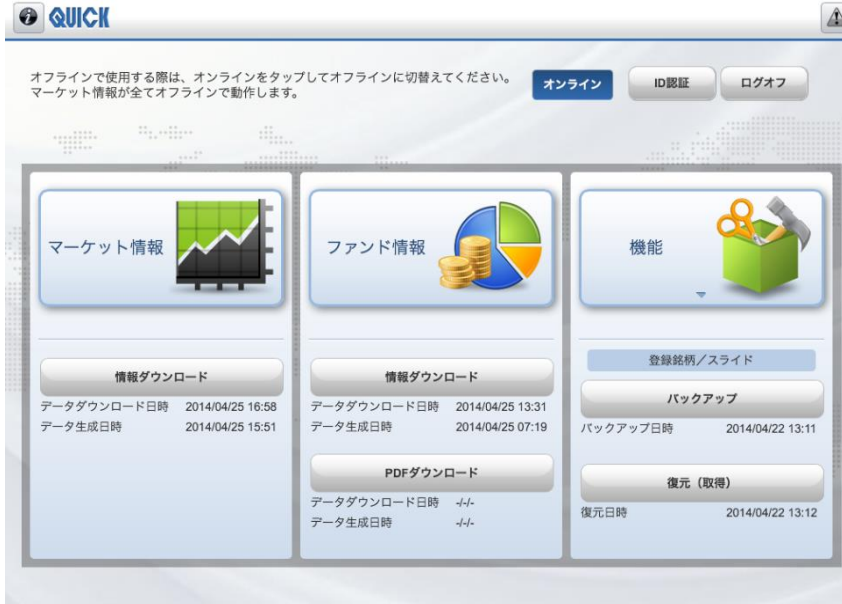 QUICK
オフラインで使用する際は、オンラインをタップしてオフラインに切替えてください。
マーケット情報が全てオフラインで動作します。
オンライン
ID認証
ログオフ
マーケット情報
情報ダウンロード
データダウンロード日時 2014/04/25 16:58
データ生成日時 2014/04/25 15:51
ファンド情報
情報ダウンロード
データダウンロード日時 2014/04/25 13:31
データ生成日時 2014/04/25 07:19
PDFダウンロード
データダウンロード日時 -/-/-
データ生成日時 -/-/-
機能
登録銘柄／スライド
バックアップ
バックアップ日時 2014/04/22 13:11
復元（取得）
復元日時 2014/04/22 13:12